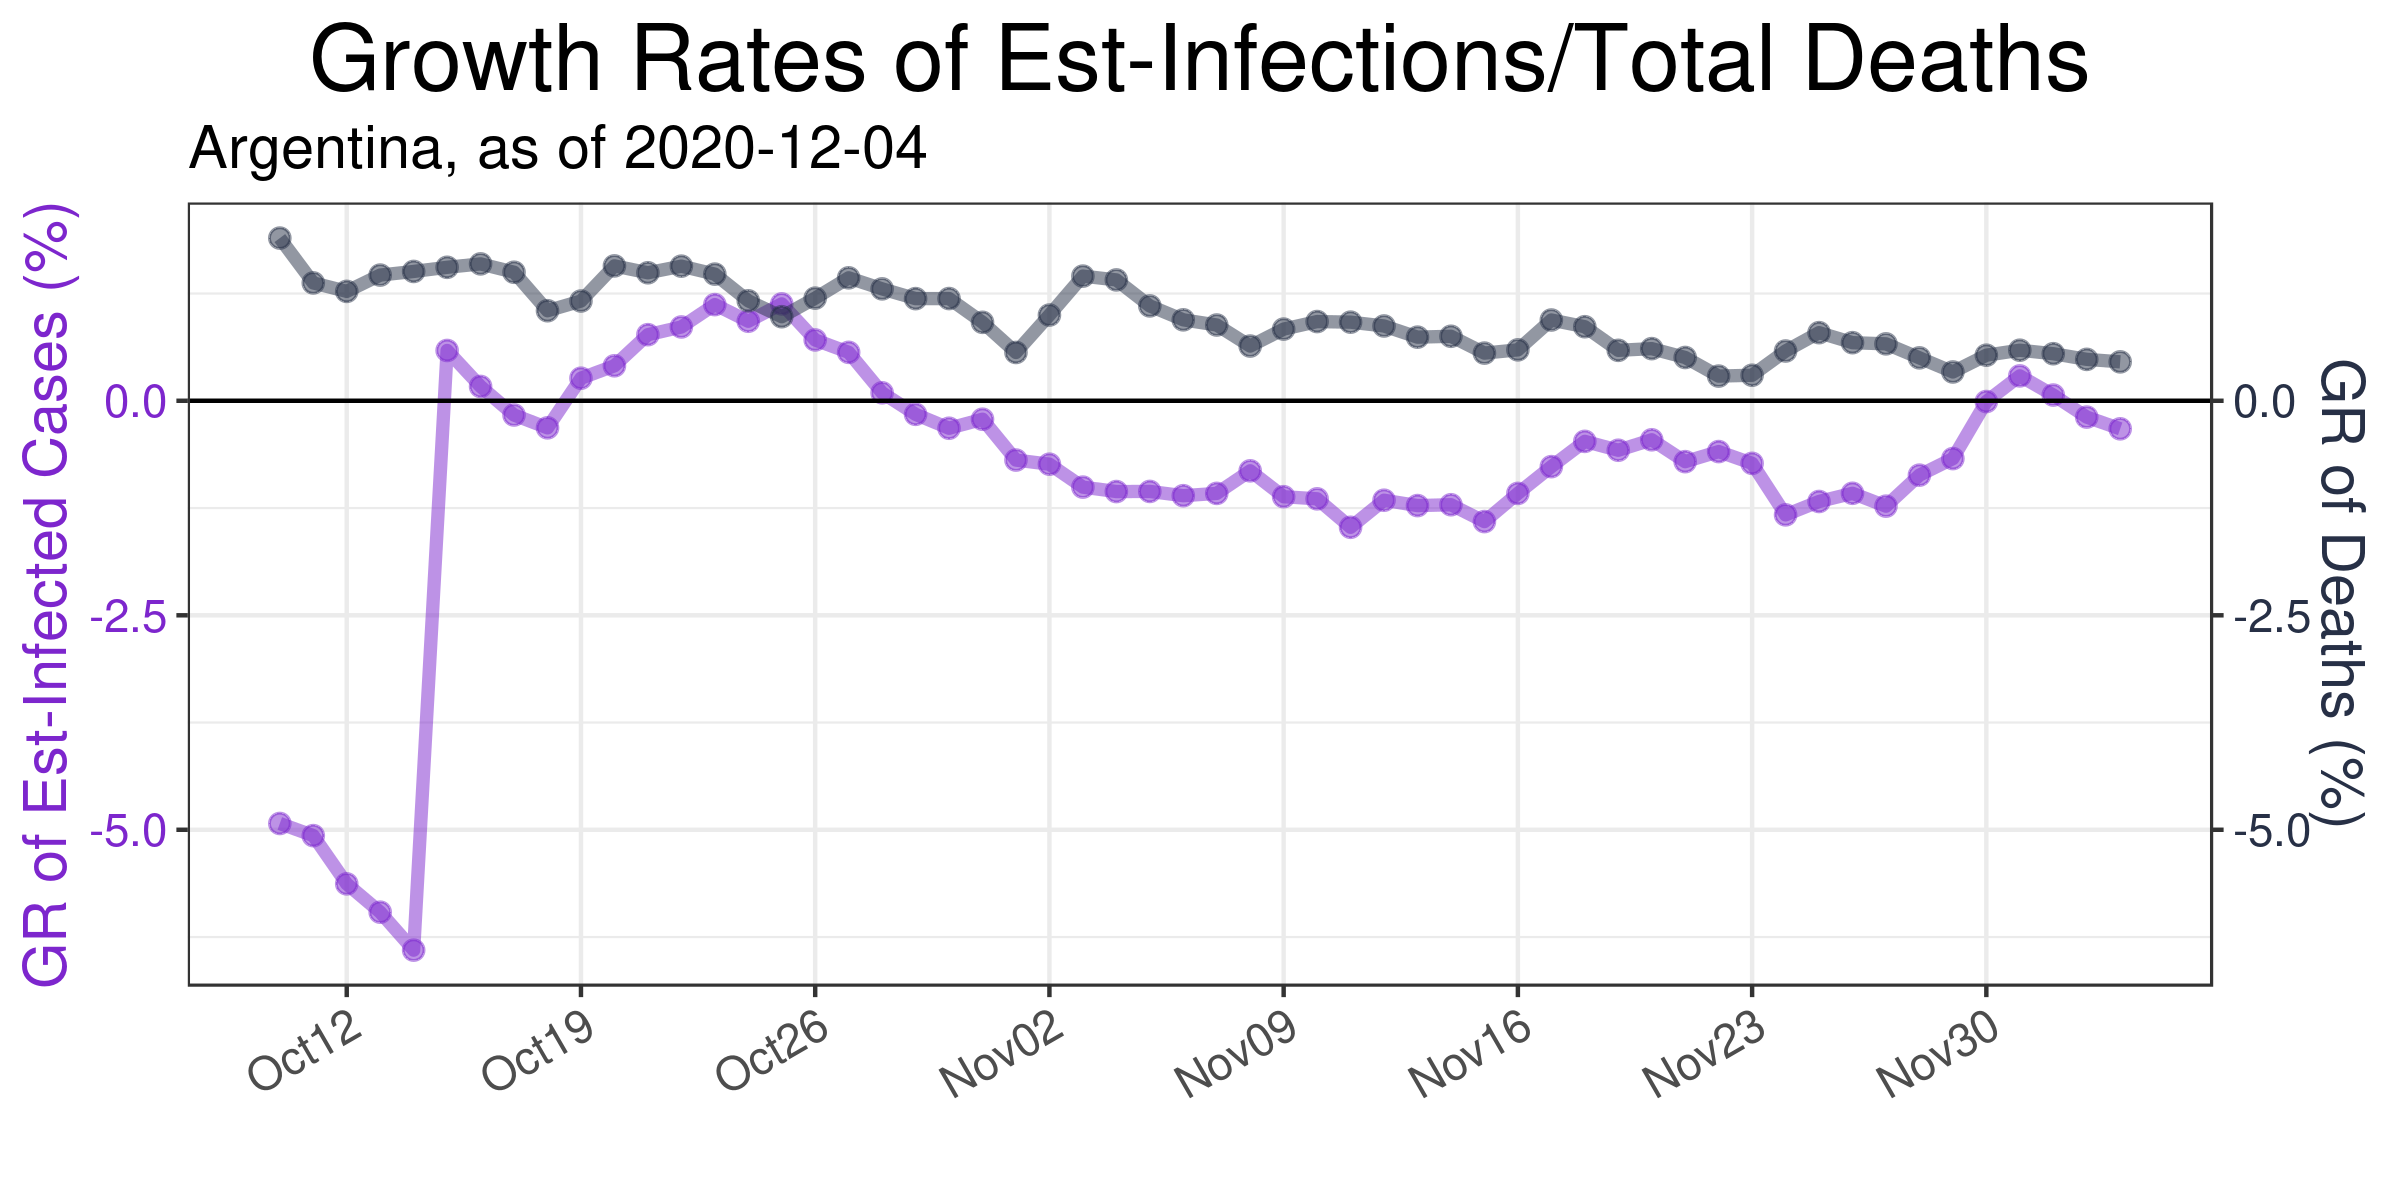 Growth Rates of Est-Infections/Total Deaths
Argentina, as of 2020-12-04
GR of Est-Infected Cases (%)
0.0
-2.5
-5.0
0.0
-2.5
-5.0
GR of Deaths (%)
Oct12
Oct19
Oct26
Nov02
Nov09
Nov16
Nov23
Nov30